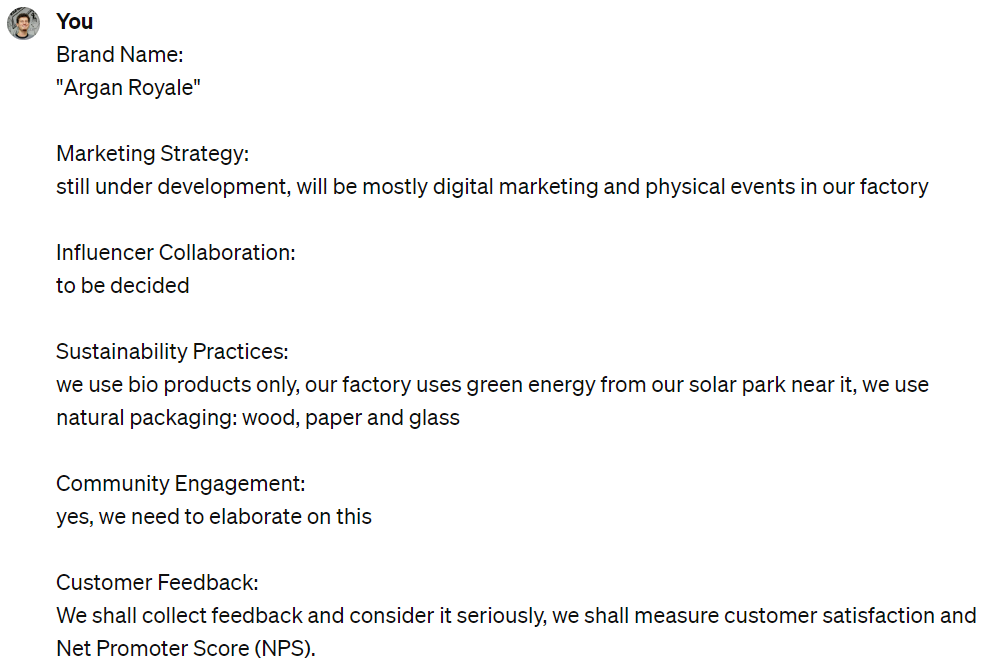 You
Brand Name:
"Argan Royale"
Marketing Strategy:
still under development, will be mostly digital marketing and physical events in our factory
Influencer Collaboration:
to be decided
Sustainability Practices:
we use bio products only, our factory uses green energy from our solar park near it, we use
natural packaging: wood, paper and glass
Community Engagement:
yes, we need to elaborate on this
Customer Feedback:
We shall collect feedback and consider it seriously, we shall measure customer satisfaction and
Net Promoter Score (NPS).